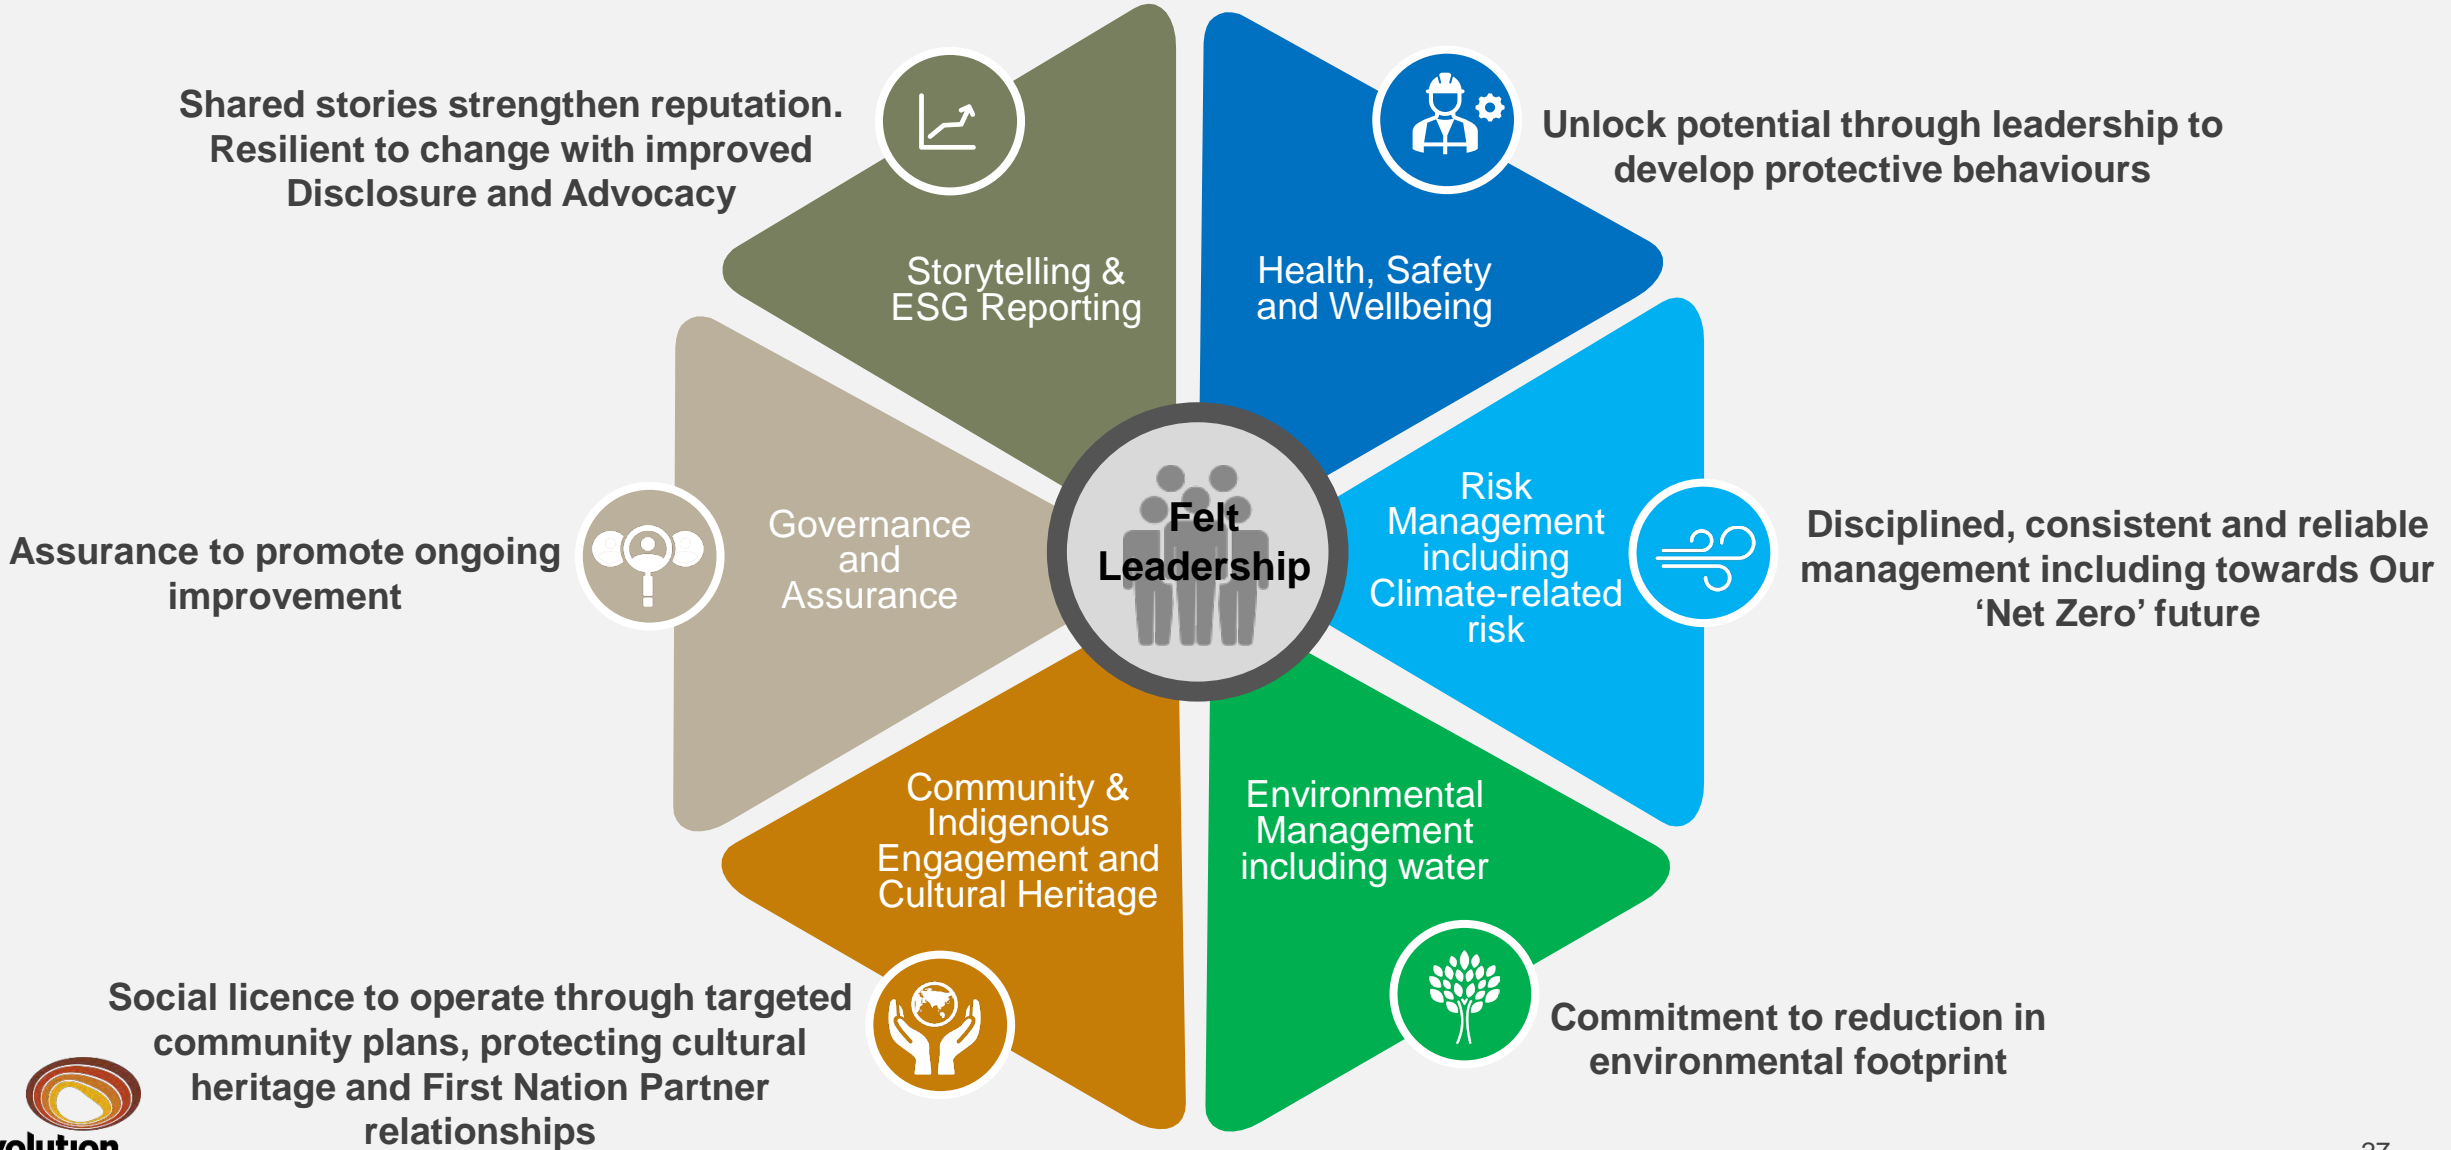 Shared stories strengthen reputation.
Resilient to change with improved
Disclosure and Advocacy
Storytelling &
ESG Reporting
Health, Safety
and Wellbeing
Unlock potential through leadership to
develop protective behaviours
Assurance to promote ongoing
improvement
Governance
and
Assurance
Felt
Leadership
Risk
Management
including
Climate-related
risk
Disciplined, consistent and reliable
management including towards Our
‘Net Zero’ future
Community &
Indigenous
Engagement and
Cultural Heritage
Environmental
Management
including water
Social licence to operate through targeted
community plans, protecting cultural
heritage and First Nation Partner
relationships
Commitment to reduction in
environmental footprint